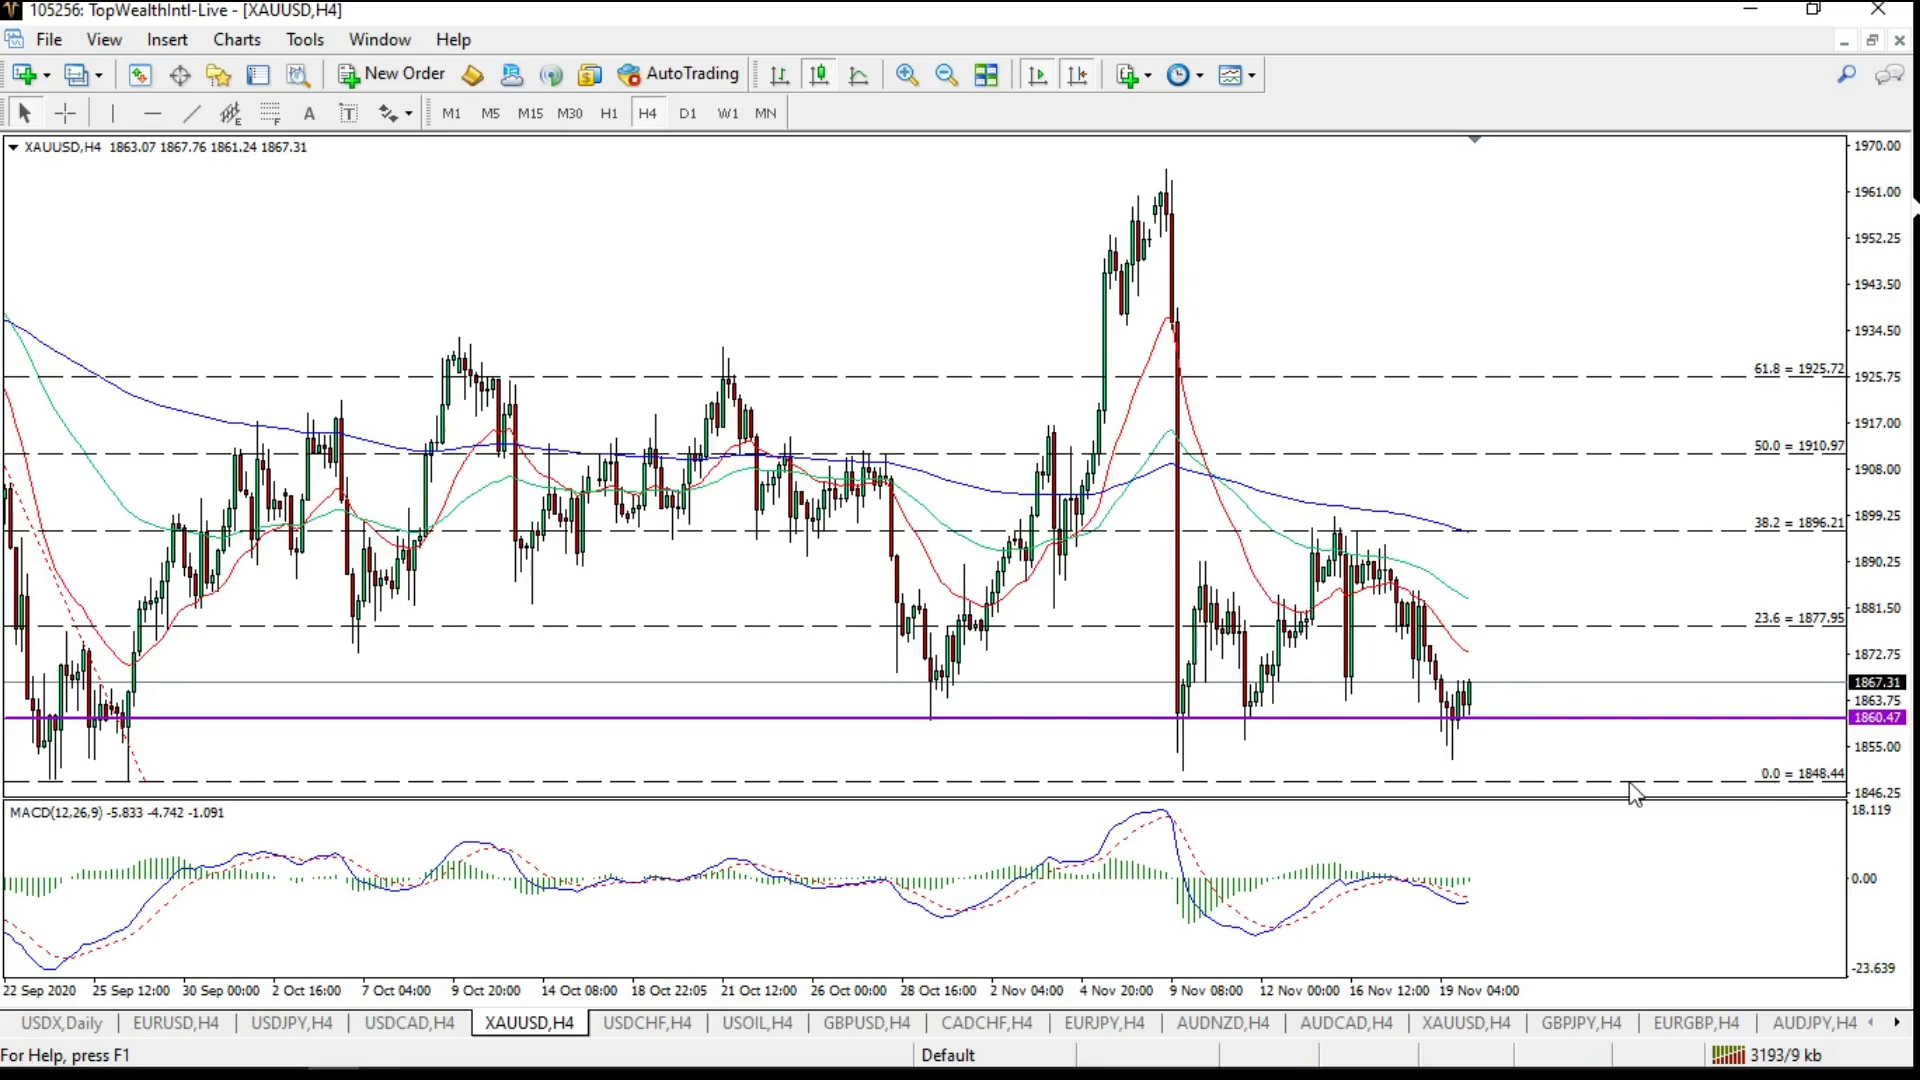 105256: TopWealthIntl-Live - [XAUUSD,H4]
File View Insert Charts Tools Window Help
New Order AutoTrading
A T M1 M5 M15 M30 H1 H4 D1 W1 MN
XAUUSD,H4 1863.07 1867.76 1861.24 1867.31
1970.00
1961.00
1952.25
1943.50
1934.50
61.8 = 1925.72
1925.75
1917.00
50.0 = 1910.97
1908.00
1899.25
38.2 = 1896.21
1890.25
1881.50
23.6 = 1877.95
1872.75
1867.31
1863.75
1860.47
1855.00
0.0 = 1848.44
1846.25
MACD(12,26,9) -5.833 -4.742 -1.091
18.119
0.00
-23.639
22 Sep 2020 25 Sep 12:00 30 Sep 00:00 2 Oct 16:00 7 Oct 04:00 9 Oct 20:00 14 Oct 08:00 18 Oct 22:05 21 Oct 12:00 26 Oct 00:00 28 Oct 16:00 2 Nov 04:00 4 Nov 20:00 9 Nov 08:00 12 Nov 00:00 16 Nov 12:00 19 Nov 04:00
USDX,Daily EURUSD,H4 USDJPY,H4 USDCAD,H4 XAUUSD,H4 USDCHF,H4 USOIL,H4 GBPUSD,H4 CADCHF,H4 EURJPY,H4 AUDNZD,H4 AUDCAD,H4 XAUUSD,H4 GBPJPY,H4 EURGBP,H4 AUDJPY,H4
For Help, press F1 Default 3193/9 kb